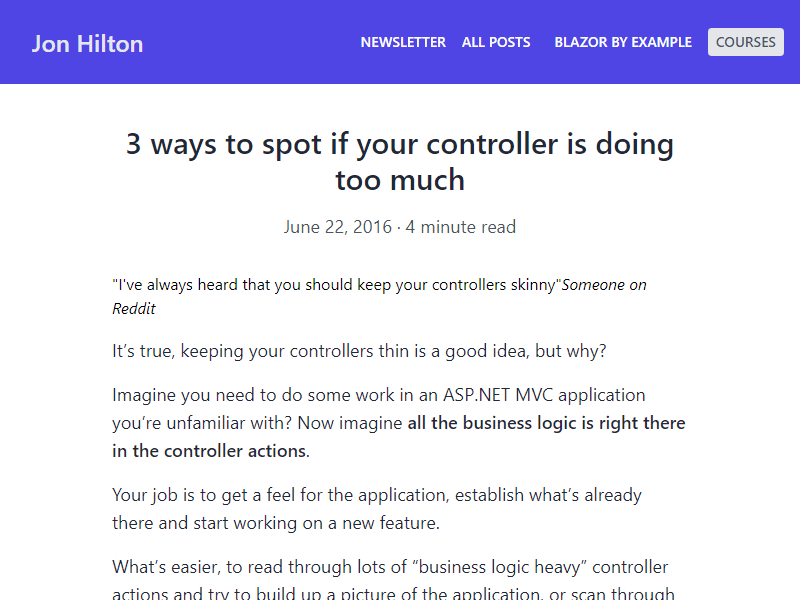 Jon Hilton
NEWSLETTER ALL POSTS BLAZOR BY EXAMPLE COURSES
3 ways to spot if your controller is doing
too much
June 22, 2016 · 4 minute read
"I've always heard that you should keep your controllers skinny"Someone on
Reddit
It’s true, keeping your controllers thin is a good idea, but why?
Imagine you need to do some work in an ASP.NET MVC application
you’re unfamiliar with? Now imagine all the business logic is right there
in the controller actions.
Your job is to get a feel for the application, establish what’s already
there and start working on a new feature.
What’s easier, to read through lots of “business logic heavy” controller
actions and try to build up a picture of the application, or scan through